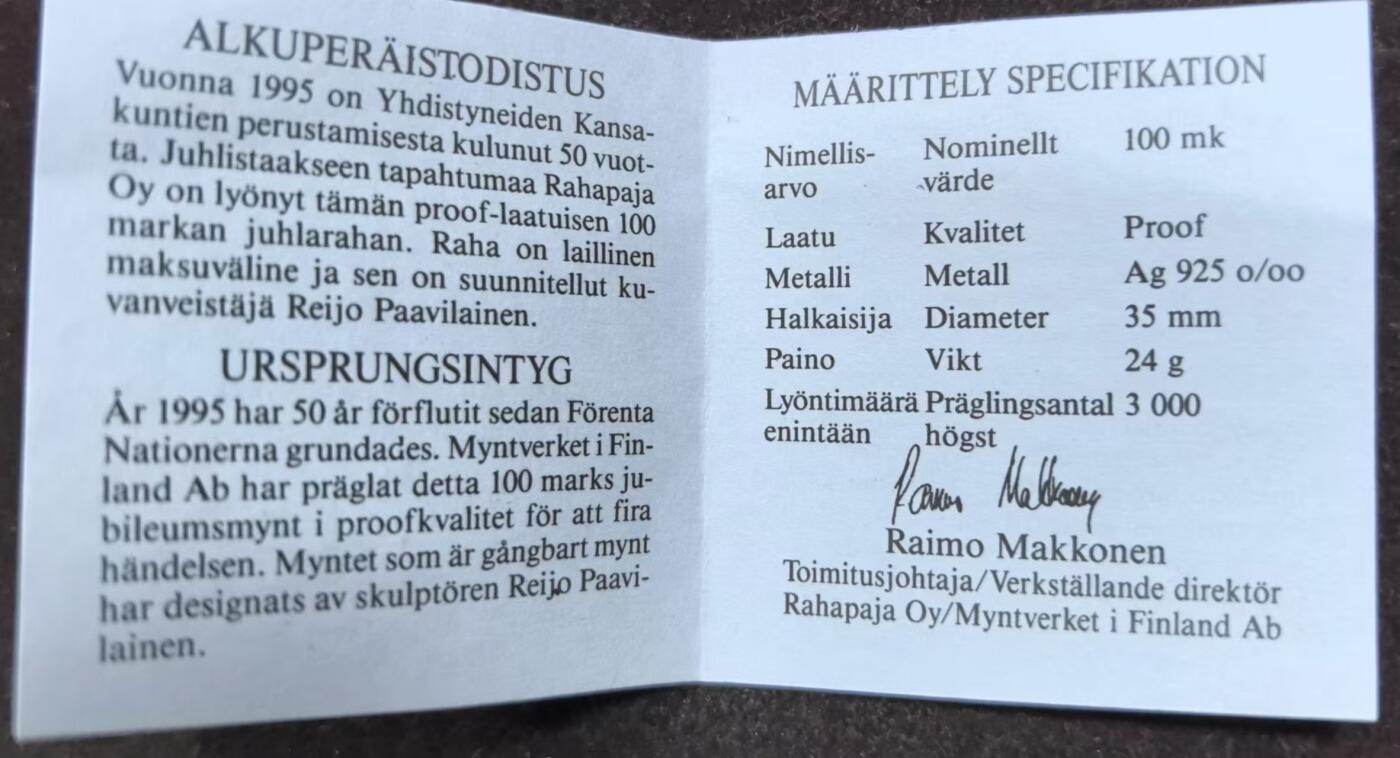 ALKUPERÄISTODISTUS
Vuonna 1995 on Yhdistyneiden Kansa-
kuntien perustamisesta kulunut 50 vuot-
ta. Juhlistaakseen tapahtumaa Rahapaja
Oy on lyönyt tämän proof-laatuisen 100
markan juhlarahan. Raha on laillinen
maksuväline ja sen on suunnitellut ku-
vanveistäjä Reijo Paavilainen.
URSPRUNGSINTYG
År 1995 har 50 år förflutit sedan Förenta
Nationerna grundades. Myntverket i Fin-
land Ab har präglat detta 100 marks ju-
bileumsmynt i proofkvalitet för att fira
händelsen. Myntet som är gångbart mynt
har designats av skulptören Reijo Paavi-
lainen.
MÄÄRITTELY SPECIFIKATION
Nimellis- Nominellt 100 mk
arvo värde
Laatu Kvalitet Proof
Metalli Metall Ag 925 o/oo
Halkaisija Diameter 35 mm
Paino Vikt 24 g
Lyöntimäärä Präglingsantal 3 000
enintään högst
Raimo Makkonen
Raimo Makkonen
Toimitusjohtaja/Verkställande direktör
Rahapaja Oy/Myntverket i Finland Ab